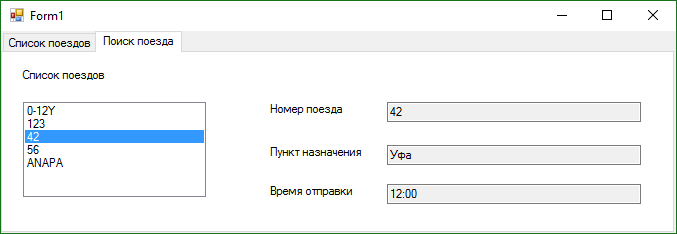 Form1
Список поездов Поиск поезда
Список поездов
0-12Y
123
42
56
ANAPA
Номер поезда 42
Пункт назначения Уфа
Время отправки 12:00